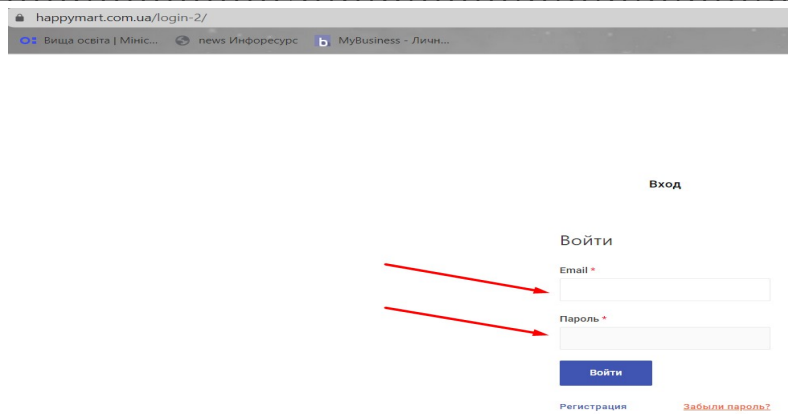 happymart.com.ua/login-2/
Вища освіта | Мініс... news Инфоресурс b MyBusiness - Личн...
Вход
Войти
Email *
Пароль *
Войти
Регистрация Забыли пароль?